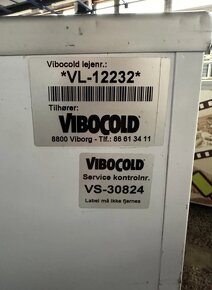 Vibocold lejenr.:
*VL-12232*
Tilhører:
VIBOCOLD
8800 Viborg - Tlf.: 86 61 34 11
VIBOCOLD
Service kontrolnr.
VS-30824
Label må ikke fjernes